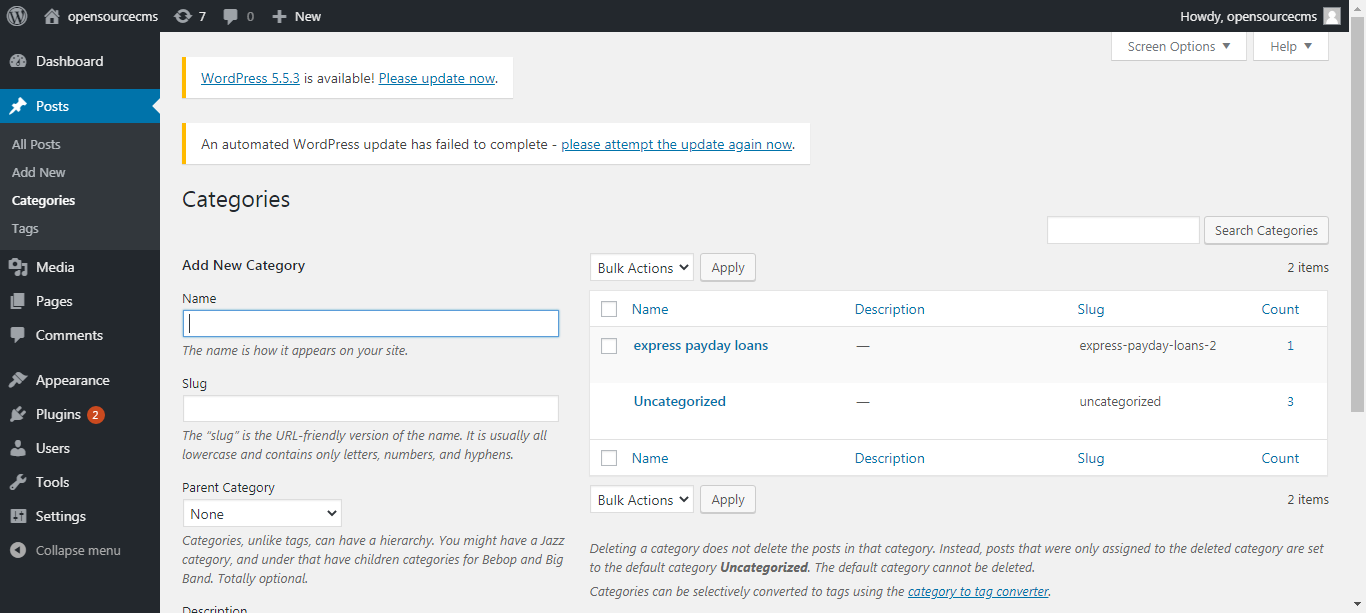 opensourcecms 7 0 New Howdy, opensourcecms
Screen Options Help
Dashboard
Posts
All Posts
Add New
Categories
Tags
Media
Pages
Comments
Appearance
Plugins 2
Users
Tools
Settings
Collapse menu
WordPress 5.5.3 is available! Please update now.
An automated WordPress update has failed to complete - please attempt the update again now.
Categories
Search Categories
Add New Category
Name
The name is how it appears on your site.
Slug
The “slug” is the URL-friendly version of the name. It is usually all
lowercase and contains only letters, numbers, and hyphens.
Parent Category
None
Categories, unlike tags, can have a hierarchy. You might have a Jazz
category, and under that have children categories for Bebop and Big
Band. Totally optional.
Description
Bulk Actions Apply 2 items
Name Description Slug Count
express payday loans — express-payday-loans-2 1
Uncategorized — uncategorized 3
Name Description Slug Count
Bulk Actions Apply 2 items
Deleting a category does not delete the posts in that category. Instead, posts that were only assigned to the deleted category are set
to the default category Uncategorized. The default category cannot be deleted.
Categories can be selectively converted to tags using the category to tag converter.